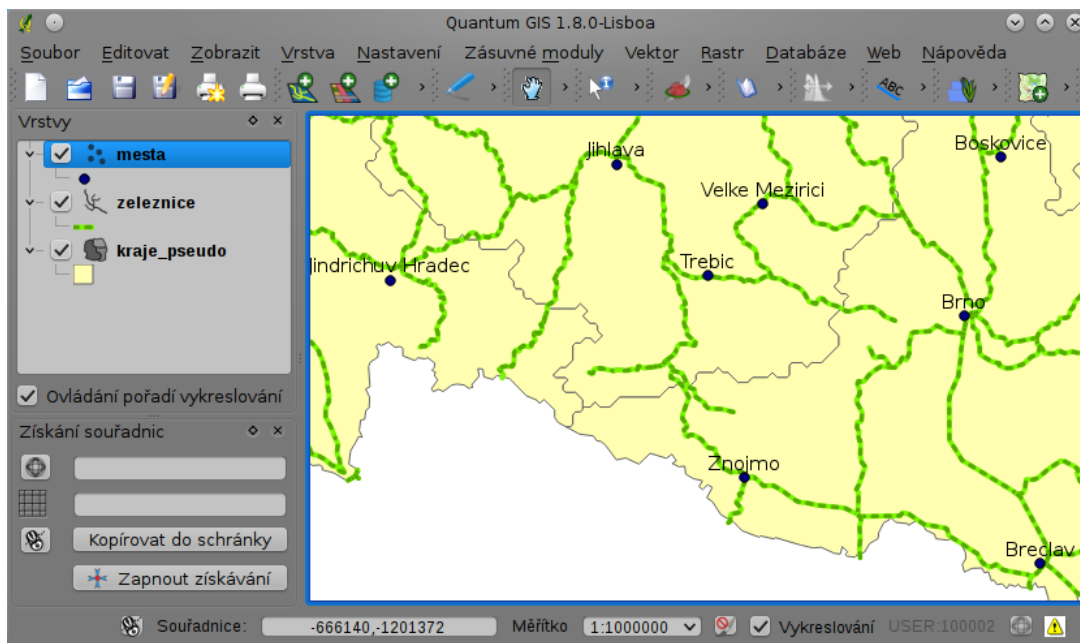 Quantum GIS 1.8.0-Lisboa
Soubor Editovat Zobrazit Vrstva Nastavení Zásuvné moduly Vektor Rastr Databáze Web Nápověda
ABC
Vrstvy
mesta
zeleznice
kraje_pseudo
Ovládání pořadí vykreslování
Získání souřadnic
Kopírovat do schránky
Zapnout získávání
Jihlava
Boskovice
Velke Mezirici
Jindrichuv Hradec
Trebic
Brno
Znojmo
Breclav
Souřadnice: -666140,-1201372 Měřítko 1:1000000 Vykreslování USER:100002